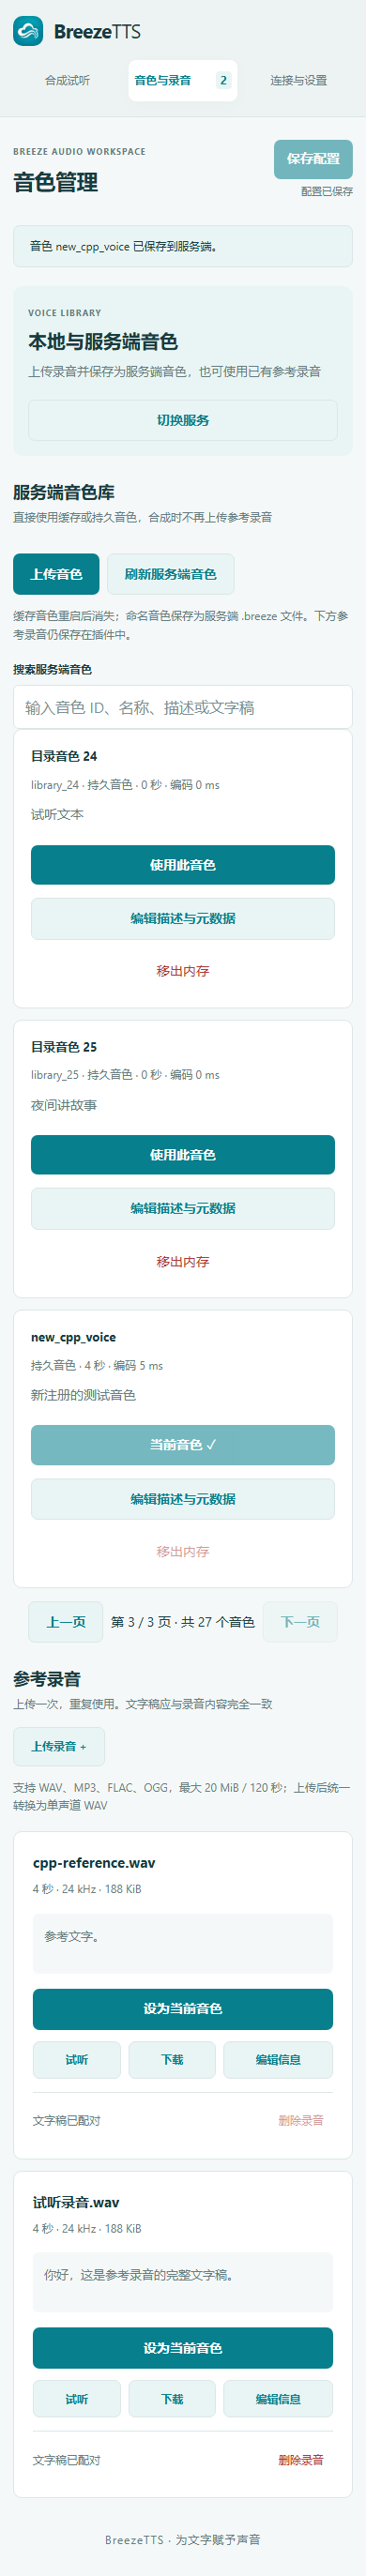 BreezeTTS
合成试听
音色与录音 2
连接与设置
BREEZE AUDIO WORKSPACE
音色管理
保存配置
配置已保存
音色 new_cpp_voice 已保存到服务端。
VOICE LIBRARY
本地与服务端音色
上传录音并保存为服务端音色，也可使用已有参考录音
切换服务
服务端音色库
直接使用缓存或持久音色，合成时不再上传参考录音
上传音色
刷新服务端音色
缓存音色重启后消失；命名音色保存为服务端 .breeze 文件。下方参
考录音仍保存在插件中。
搜索服务端音色
输入音色 ID、名称、描述或文字稿
目录音色 24
library_24 · 持久音色 · 0 秒 · 编码 0 ms
试听文本
使用此音色
编辑描述与元数据
移出内存
目录音色 25
library_25 · 持久音色 · 0 秒 · 编码 0 ms
夜间讲故事
使用此音色
编辑描述与元数据
移出内存
new_cpp_voice
持久音色 · 4 秒 · 编码 5 ms
新注册的测试音色
当前音色 ✓
编辑描述与元数据
移出内存
上一页
第 3 / 3 页 · 共 27 个音色
下一页
参考录音
上传一次，重复使用。文字稿应与录音内容完全一致
上传录音 +
支持 WAV、MP3、FLAC、OGG，最大 20 MiB / 120 秒；上传后统一
转换为单声道 WAV
cpp-reference.wav
4 秒 · 24 kHz · 188 KiB
参考文字。
设为当前音色
试听
下载
编辑信息
文字稿已配对
删除录音
试听录音.wav
4 秒 · 24 kHz · 188 KiB
你好，这是参考录音的完整文字稿。
设为当前音色
试听
下载
编辑信息
文字稿已配对
删除录音
BreezeTTS · 为文字赋予声音